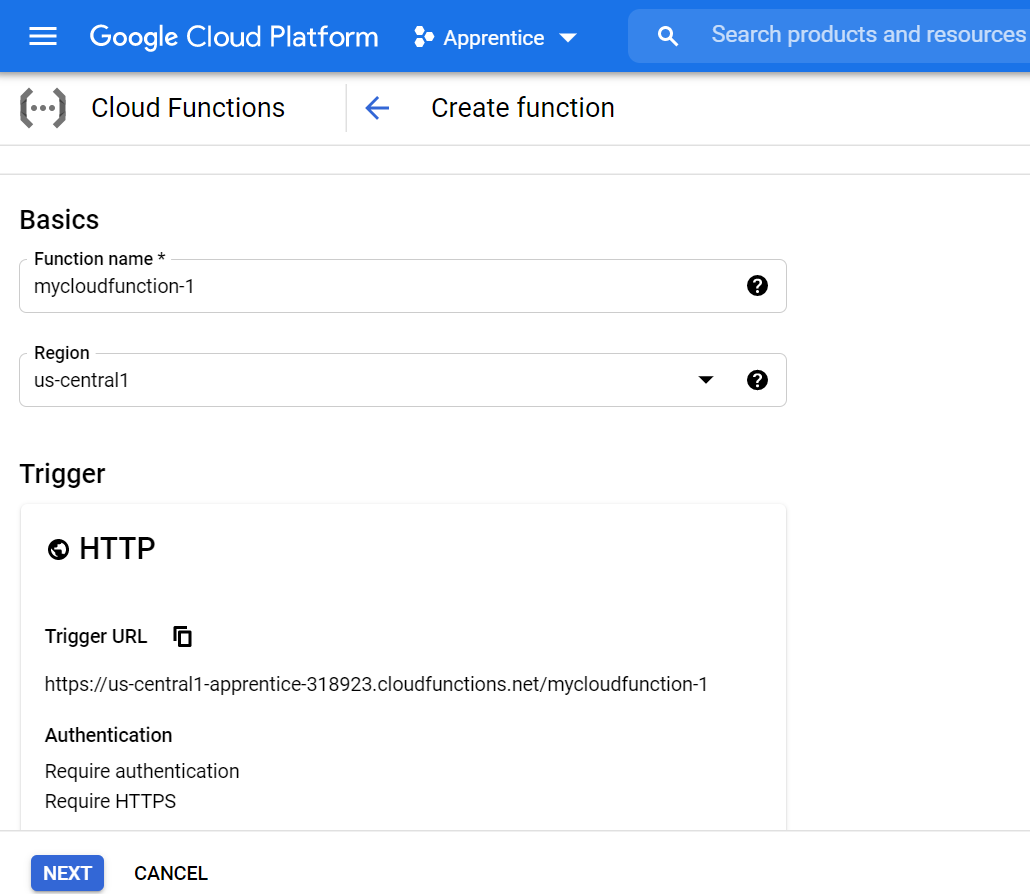 Google Cloud Platform Apprentice Search products and resources
Cloud Functions Create function
Basics
Function name *
mycloudfunction-1
Region
us-central1
Trigger
HTTP
Trigger URL
https://us-central1-apprentice-318923.cloudfunctions.net/mycloudfunction-1
Authentication
Require authentication
Require HTTPS
NEXT CANCEL